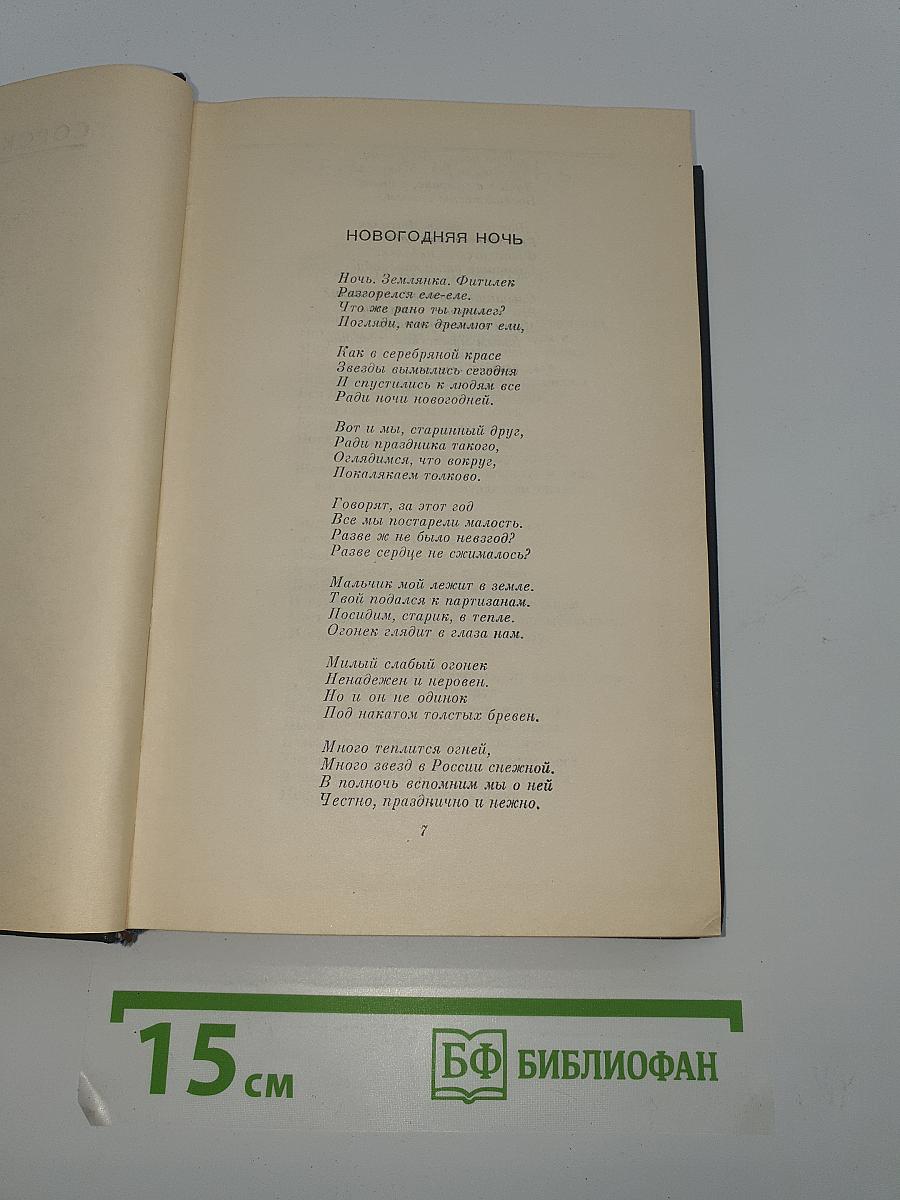 НОВОГОДНЯЯ НОЧЬ
Ночь. Землянка. Фитилек
Разгорелся еле-еле.
Что же рано ты прилег?
Погляди, как дремлют ели,
Как в серебряной красе
Звезды вымылись сегодня
И спустились к людям все
Ради ночи новогодней.
Вот и мы, старинный друг,
Ради праздника такого,
Оглядимся, что вокруг,
Покалякаем толково.
Говорят, за этот год
Все мы постарели малость.
Разве ж не было невзгод?
Разве сердце не сжималось?
Мальчик мой лежит в земле.
Твой подался к партизанам.
Посидим, старик, в тепле.
Огонек глядит в глаза нам.
Милый слабый огонек
Ненадежен и неровен.
Но и он не одинок
Под накатом толстых бревен.
Много теплится огней,
Много звезд в России снежной.
В полночь вспомним мы о ней
Честно, празднично и нежно.
7
15 см
БФ БИБЛИОФАН